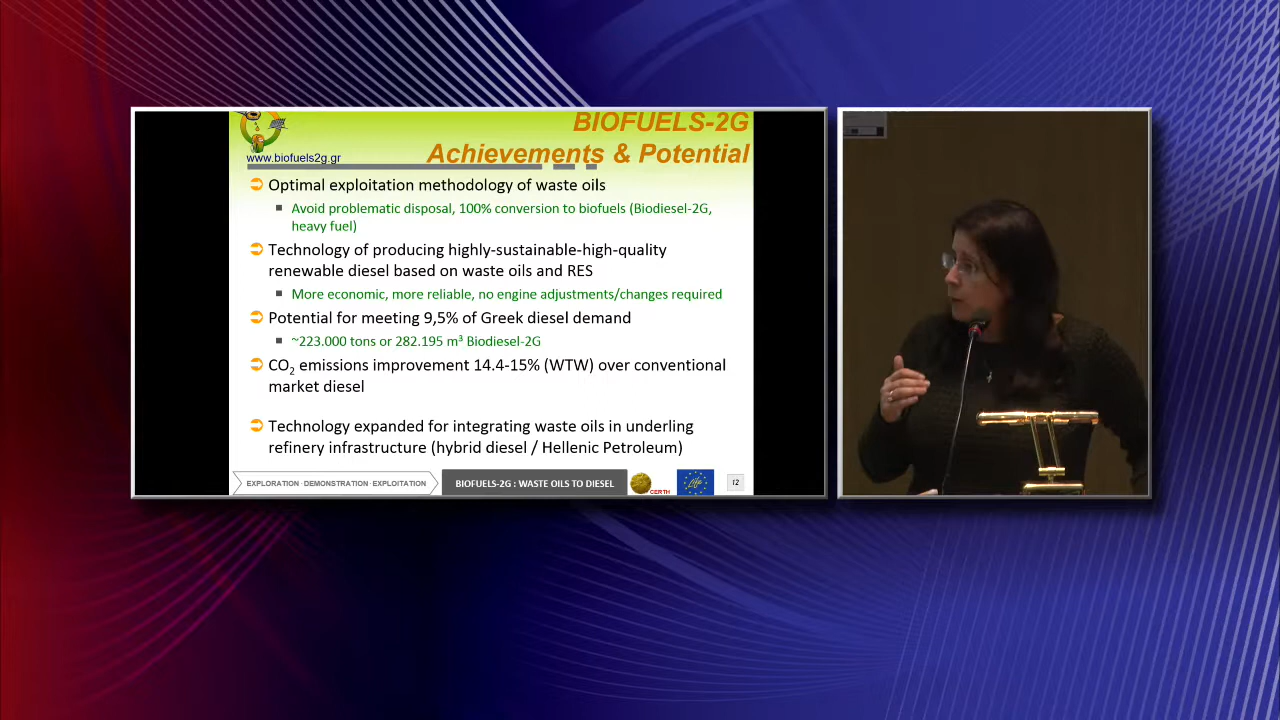 BIOFUELS-2G
Achievements & Potential
www.biofuels2g.gr
Optimal exploitation methodology of waste oils
Avoid problematic disposal, 100% conversion to biofuels (Biodiesel-2G,
heavy fuel)
Technology of producing highly-sustainable-high-quality
renewable diesel based on waste oils and RES
More economic, more reliable, no engine adjustments/changes required
Potential for meeting 9,5% of Greek diesel demand
~223.000 tons or 282.195 m³ Biodiesel-2G
CO₂ emissions improvement 14.4-15% (WTW) over conventional
market diesel
Technology expanded for integrating waste oils in underling
refinery infrastructure (hybrid diesel / Hellenic Petroleum)
EXPLORATION · DEMONSTRATION · EXPLOITATION
BIOFUELS-2G : WASTE OILS TO DIESEL
CERTH
Life
12